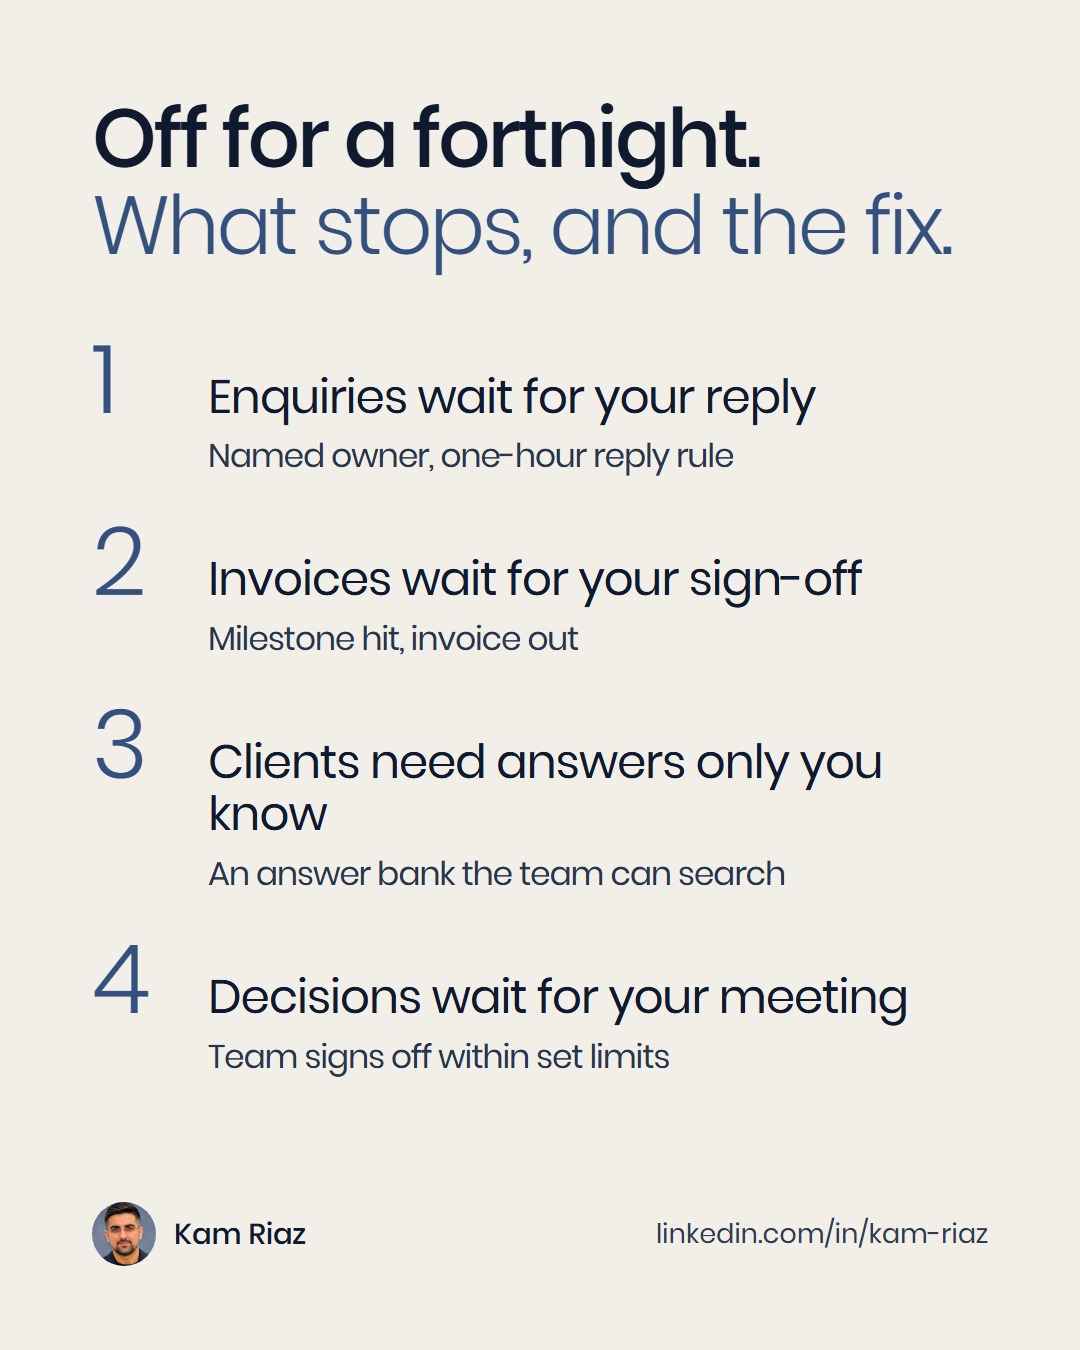 Off for a fortnight.
What stops, and the fix.
1
Enquiries wait for your reply
Named owner, one-hour reply rule
2
Invoices wait for your sign-off
Milestone hit, invoice out
3
Clients need answers only you
know
An answer bank the team can search
4
Decisions wait for your meeting
Team signs off within set limits
Kam Riaz
linkedin.com/in/kam-riaz